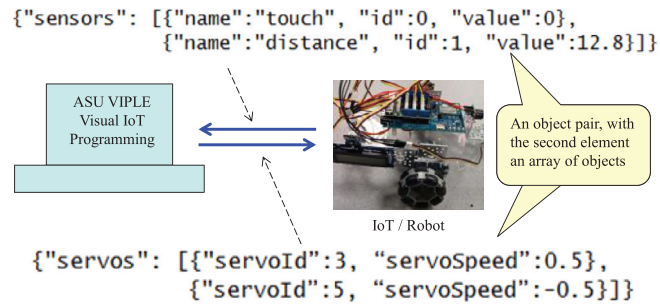 {"sensors": [{"name":"touch", "id":0, "value":0},
{"name":"distance", "id":1, "value":12.8}]}
ASU VIPLE
Visual IoT
Programming
An object pair, with
the second element
an array of objects
IoT / Robot
{"servos": [{"servoId":3, “servoSpeed":0.5},
{"servoId":5, “servoSpeed":-0.5}]}